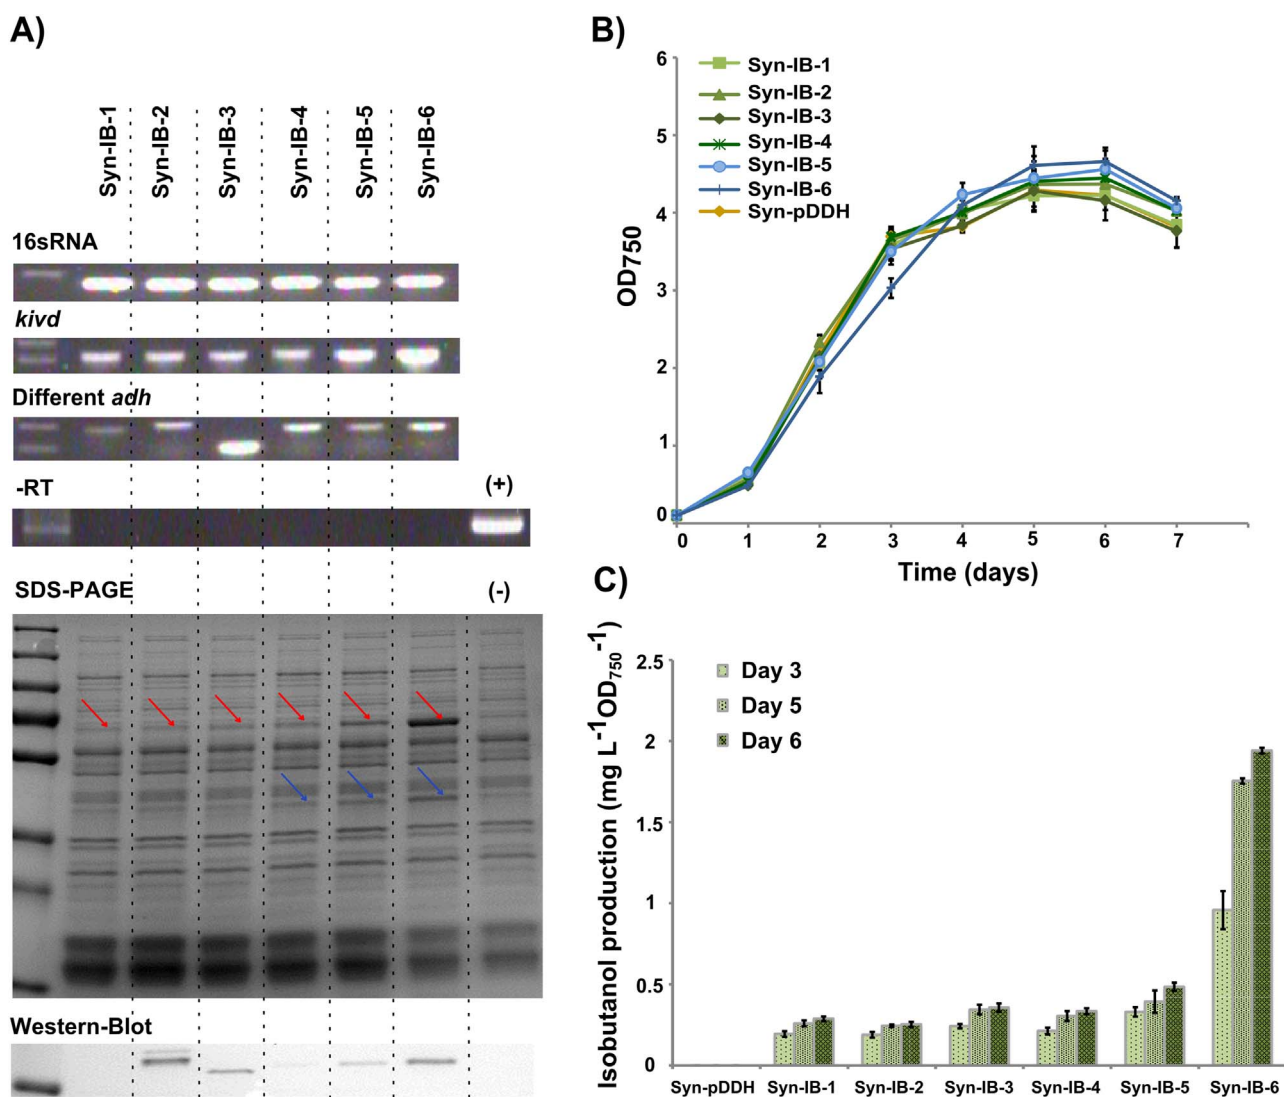 A)
Syn-IB-1
Syn-IB-2
Syn-IB-3
Syn-IB-4
Syn-IB-5
Syn-IB-6
16sRNA
kivd
Different adh
-RT
(+)
SDS-PAGE
(-)
Western-Blot
B)
6
5
4
3
2
1
0
OD750
Syn-IB-1
Syn-IB-2
Syn-IB-3
Syn-IB-4
Syn-IB-5
Syn-IB-6
Syn-pDDH
0 1 2 3 4 5 6 7
Time (days)
C)
Isobutanol production (mg L-1OD750-1)
2.5
2
1.5
1
0.5
0
Day 3
Day 5
Day 6
Syn-pDDH Syn-IB-1 Syn-IB-2 Syn-IB-3 Syn-IB-4 Syn-IB-5 Syn-IB-6